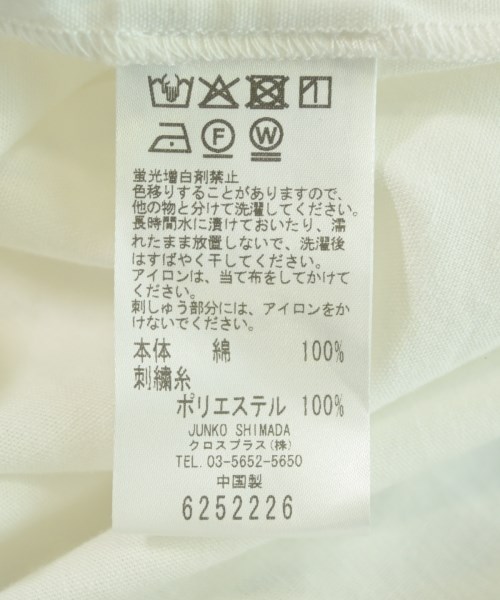 F W
蛍光増白剤禁止
色移りすることがありますので、
他の物と分けて洗濯してください。
長時間水に漬けておいたり、濡
れたまま放置しないで、洗濯後
はすばやく干してください。
アイロンは、当て布をしてかけて
ください。
刺しゅう部分には、アイロンをか
けないでください。
本体 綿 100%
刺繍糸
ポリエステル 100%
JUNKO SHIMADA
クロスプラス(株)
TEL. 03-5652-5650
中国製
6252226